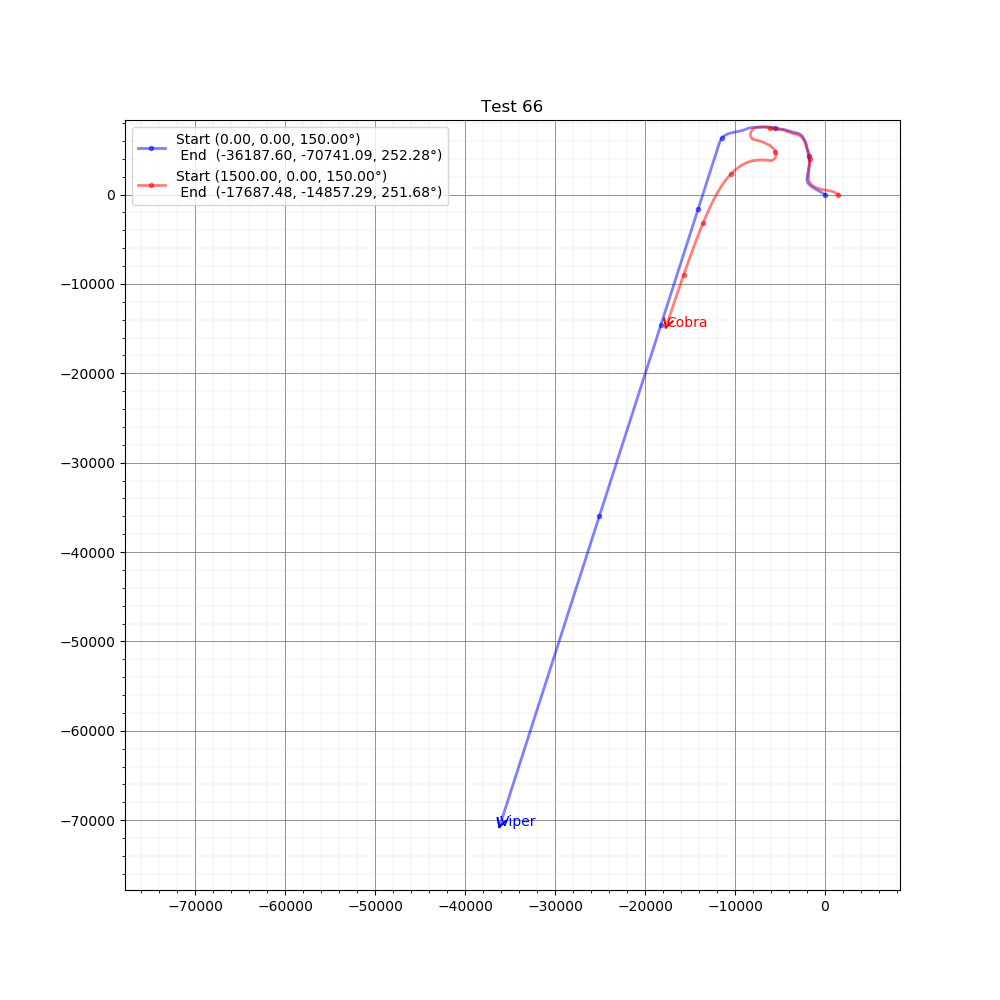 Test 66
Start (0.00, 0.00, 150.00°)
End  (-36187.60, -70741.09, 252.28°)
Start (1500.00, 0.00, 150.00°)
End  (-17687.48, -14857.29, 251.68°)
0
−10000
Cobra
−20000
−30000
−40000
−50000
−60000
−70000
Viper
−70000 −60000 −50000 −40000 −30000 −20000 −10000 0